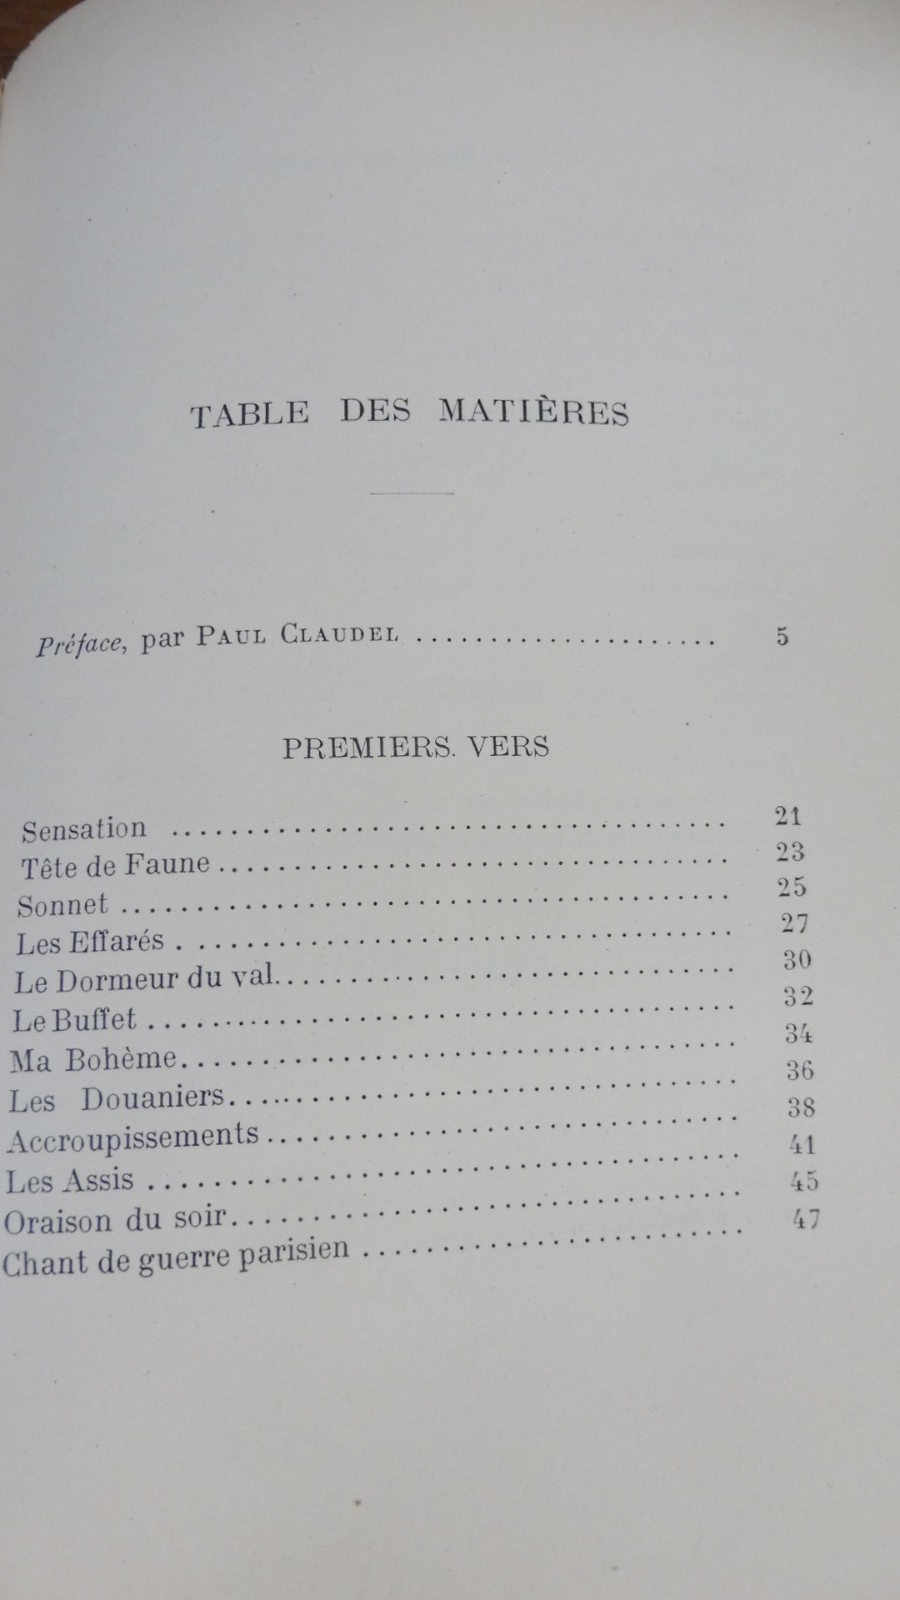 TABLE DES MATIÈRES
Préface, par PAUL CLAUDEL ..................... 5
PREMIERS. VERS
Sensation ...................................... 21
Tête de Faune ................................... 23
Sonnet .......................................... 25
Les Effarés ..................................... 27
Le Dormeur du val................................ 30
Le Buffet ....................................... 32
Ma Bohème........................................ 34
Les Douaniers.................................... 36
Accroupissements ................................ 38
Les Assis ....................................... 41
Oraison du soir.................................. 45
Chant de guerre parisien ........................ 47